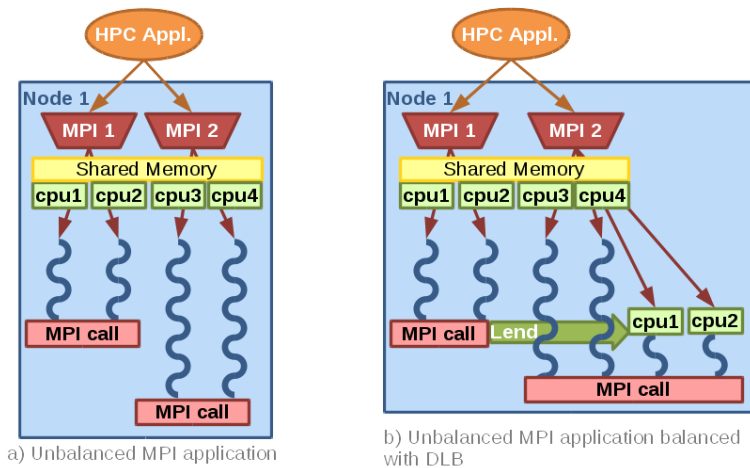 HPC Appl.
Node 1
MPI 1
MPI 2
Shared Memory
cpu1
cpu2
cpu3
cpu4
MPI call
MPI call
a) Unbalanced MPI application
HPC Appl.
Node 1
MPI 1
MPI 2
Shared Memory
cpu1
cpu2
cpu3
cpu4
MPI call
Lend
cpu1
cpu2
MPI call
b) Unbalanced MPI application balanced
with DLB